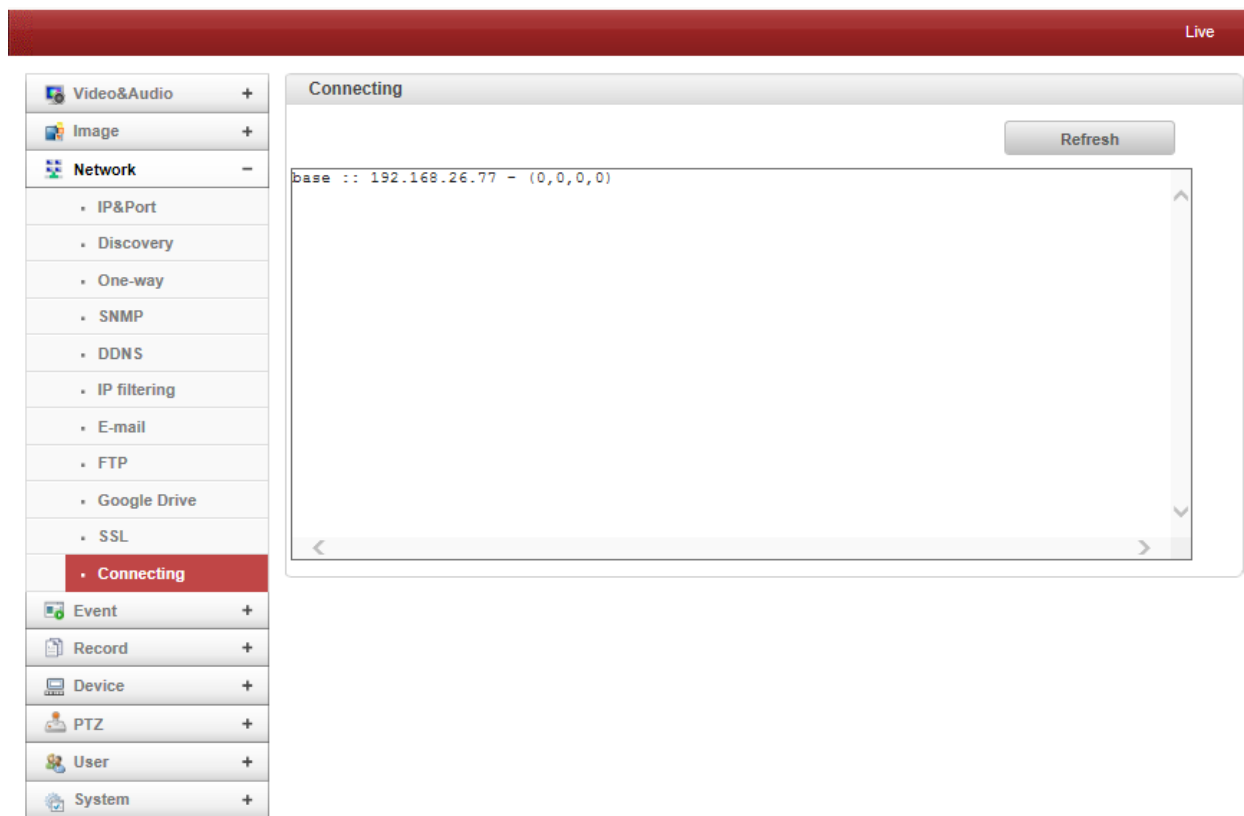 Live
Video&Audio +
Image +
Network −
IP&Port
Discovery
One-way
SNMP
DDNS
IP filtering
E-mail
FTP
Google Drive
SSL
Connecting
Event +
Record +
Device +
PTZ +
User +
System +
Connecting
Refresh
base :: 192.168.26.77 - (0,0,0,0)